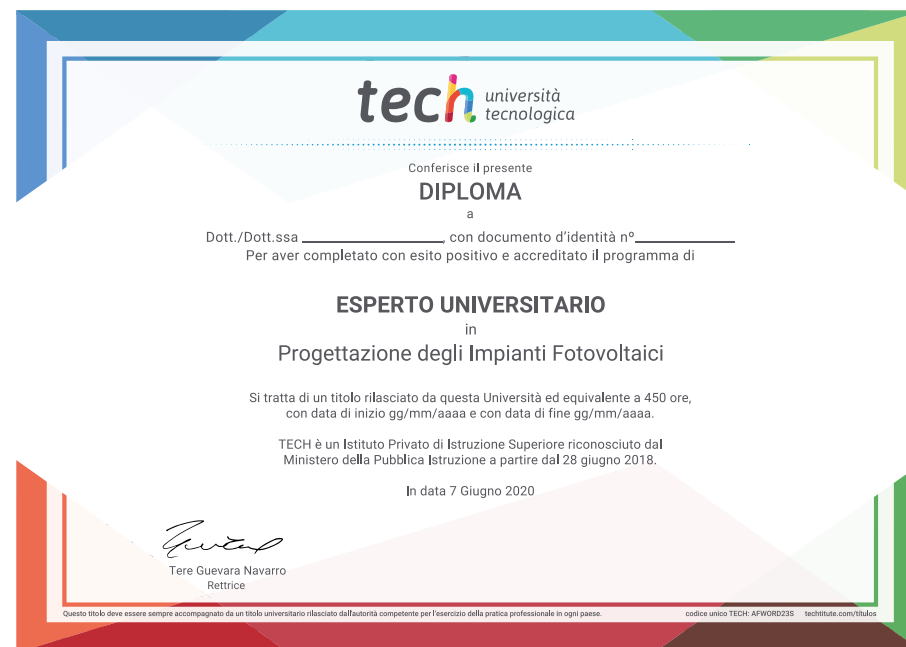 tech università
tecnologica
Conferisce il presente
DIPLOMA
a
Dott./Dott.ssa ____________________, con documento d'identità nº______________
Per aver completato con esito positivo e accreditato il programma di
ESPERTO UNIVERSITARIO
in
Progettazione degli Impianti Fotovoltaici
Si tratta di un titolo rilasciato da questa Università ed equivalente a 450 ore,
con data di inizio gg/mm/aaaa e con data di fine gg/mm/aaaa.
TECH è un Istituto Privato di Istruzione Superiore riconosciuto dal
Ministero della Pubblica Istruzione a partire dal 28 giugno 2018.
In data 7 Giugno 2020
Tere Guevara Navarro
Rettrice
Questo titolo deve essere sempre accompagnato da un titolo universitario rilasciato dall'autorità competente per l'esercizio della pratica professionale in ogni paese. codice unico TECH: AFWORD23S techtitute.com/titulos